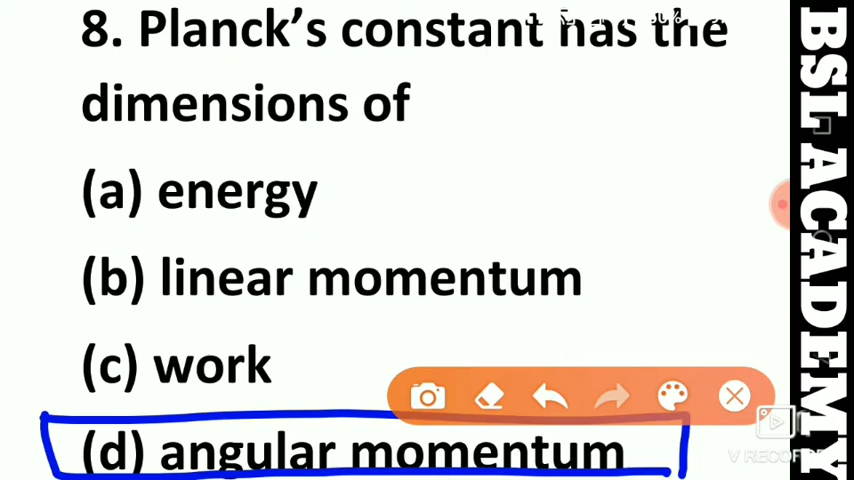 8. Planck's constant has the
dimensions of
(a) energy
(b) linear momentum
(c) work
(d) angular momentum
BSL ACADEMY